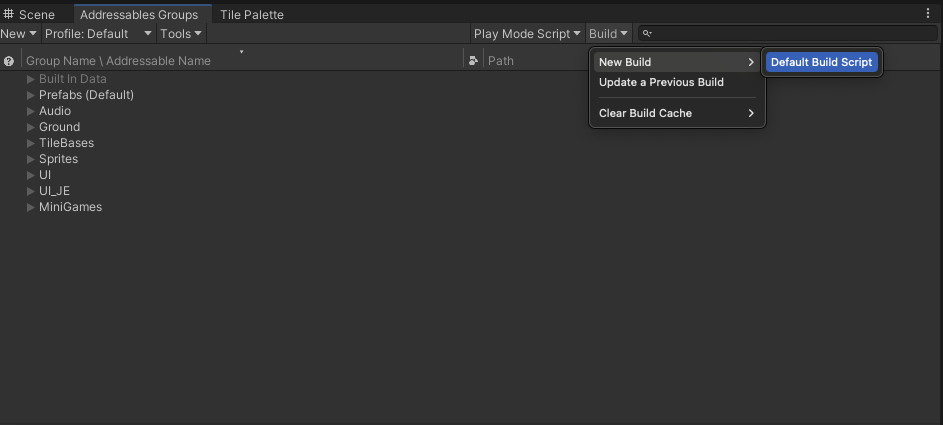 Scene Addressables Groups Tile Palette
New Profile: Default Tools Play Mode Script Build
Group Name \ Addressable Name Path
New Build Default Build Script
Update a Previous Build
Clear Build Cache
Built In Data
Prefabs (Default)
Audio
Ground
TileBases
Sprites
UI
UI_JE
MiniGames